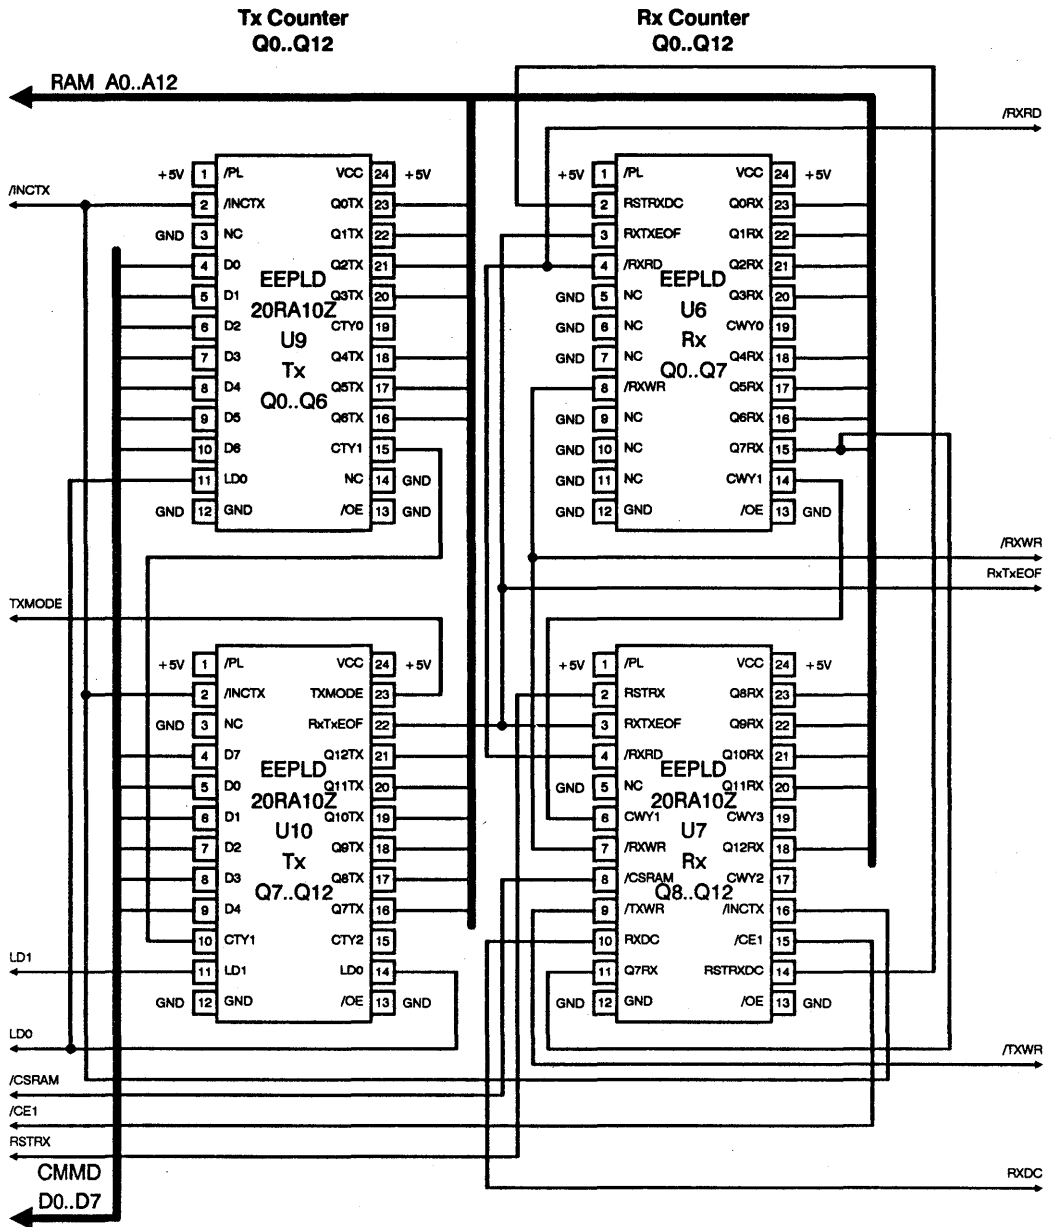 Tx Counter
Q0..Q12
Rx Counter
Q0..Q12
RAM A0..A12
/RXRD
/INCTX
+5V 1 /PL VCC 24 +5V
2 /INCTX Q0TX 23
GND 3 NC Q1TX 22
4 D0 Q2TX 21
5 D1 Q3TX 20
6 D2 CTY0 19
7 D3 Q4TX 18
8 D4 Q5TX 17
9 D5 Q6TX 16
10 D6 CTY1 15
11 LD0 NC 14 GND
GND 12 GND /OE 13 GND
EEPLD
20RA10Z
U9
Tx
Q0..Q6
+5V 1 /PL VCC 24 +5V
2 RSTRXDC Q0RX 23
3 RXTXEOF Q1RX 22
4 /RXRD Q2RX 21
GND 5 NC Q3RX 20
GND 6 NC CWY0 19
GND 7 NC Q4RX 18
8 /RXWR Q5RX 17
GND 9 NC Q6RX 16
GND 10 NC Q7RX 15
GND 11 NC CWY1 14
GND 12 GND /OE 13 GND
EEPLD
U6
Rx
Q0..Q7
/RXWR
RxTxEOF
TXMODE
+5V 1 /PL VCC 24 +5V
2 /INCTX TXMODE 23
GND 3 NC RxTxEOF 22
4 D7 Q12TX 21
5 D0 Q11TX 20
6 D1 Q10TX 19
7 D2 Q9TX 18
8 D3 Q8TX 17
9 D4 Q7TX 16
10 CTY1 CTY2 15
11 LD1 LD0 14
GND 12 GND /OE 13 GND
EEPLD
20RA10Z
U10
Tx
Q7..Q12
+5V 1 /PL VCC 24 +5V
2 RSTRX Q8RX 23
3 RXTXEOF Q9RX 22
4 /RXRD Q10RX 21
GND 5 NC Q11RX 20
6 CWY1 CWY3 19
7 /RXWR Q12RX 18
8 /CSRAM CWY2 17
9 /TXWR /INCTX 16
10 RXDC /CE1 15
11 Q7RX RSTRXDC 14
GND 12 GND /OE 13 GND
EEPLD
20RA10Z
U7
Rx
Q8..Q12
LD1
LD0
/TXWR
/CSRAM
/CE1
RSTRX
RXDC
CMMD
D0..D7